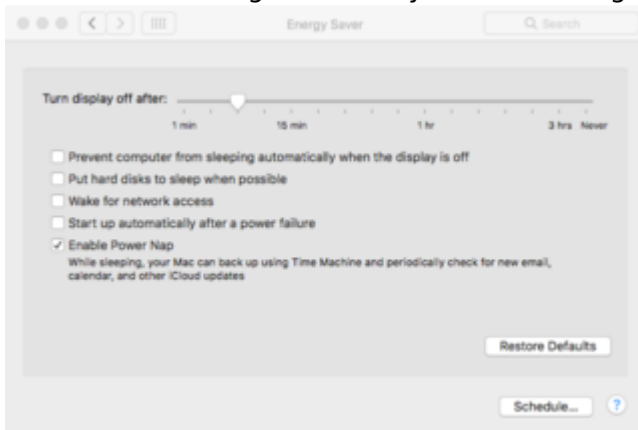 Energy Saver
Search
Turn display off after:
1 min 15 min 1 hr 3 hrs Never
Prevent computer from sleeping automatically when the display is off
Put hard disks to sleep when possible
Wake for network access
Start up automatically after a power failure
Enable Power Nap
While sleeping, your Mac can back up using Time Machine and periodically check for new email,
calendar, and other iCloud updates
Restore Defaults
Schedule...
?